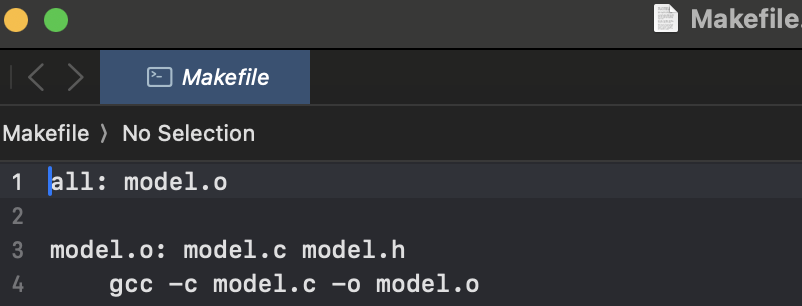 Makefile.
Makefile
Makefile 〉 No Selection
1 all: model.o
2
3 model.o: model.c model.h
4     gcc -c model.c -o model.o